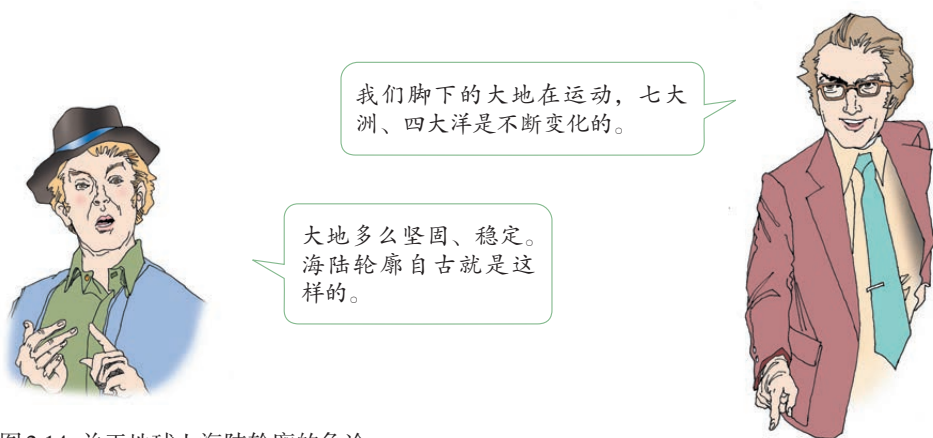 我们脚下的大地在运动，七大
洲、四大洋是不断变化的。
大地多么坚固、稳定。
海陆轮廓自古就是这
样的。